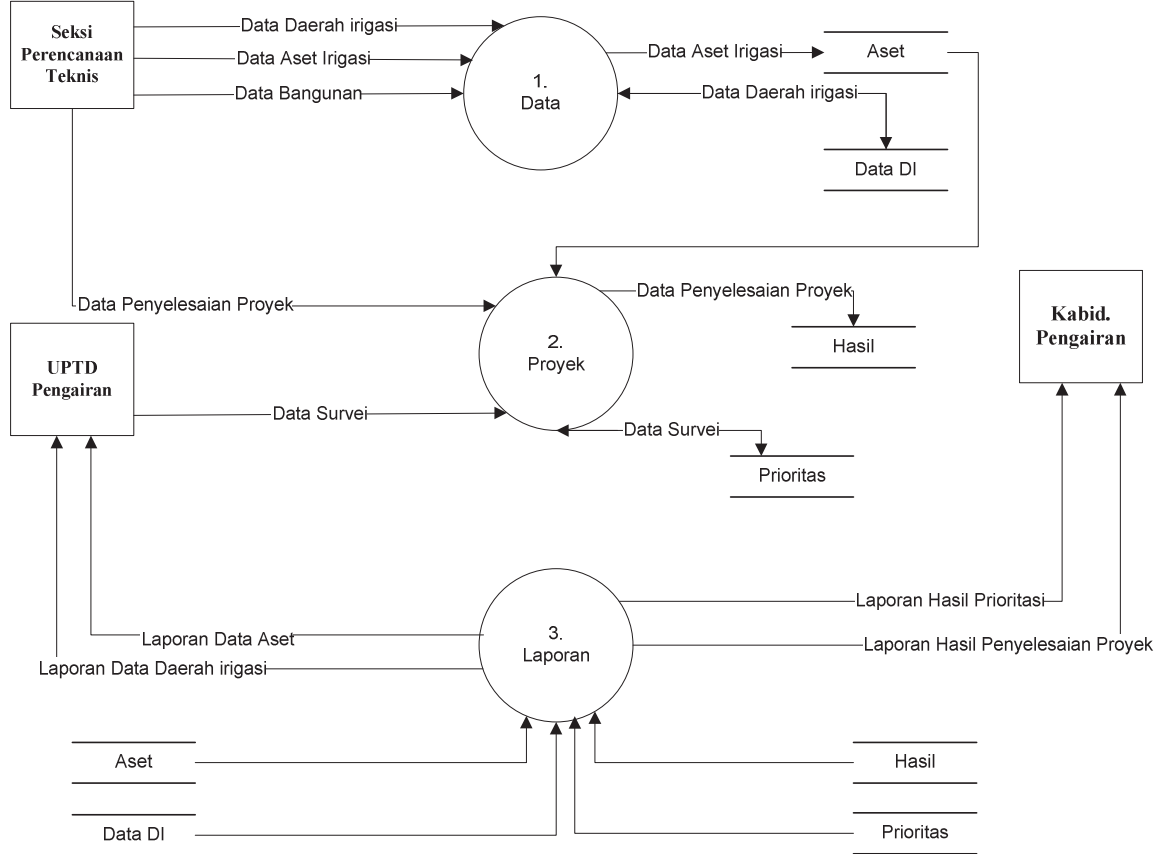 Seksi
Perencanaan
Teknis
Data Daerah irigasi
Data Aset Irigasi
Data Bangunan
1.
Data
Data Aset Irigasi
Data Daerah irigasi
Aset
Data DI
Data Penyelesaian Proyek
UPTD
Pengairan
Data Survei
2.
Proyek
Data Penyelesaian Proyek
Hasil
Data Survei
Prioritas
Kabid.
Pengairan
Laporan Data Aset
Laporan Data Daerah irigasi
3.
Laporan
Laporan Hasil Prioritasi
Laporan Hasil Penyelesaian Proyek
Aset
Data DI
Hasil
Prioritas